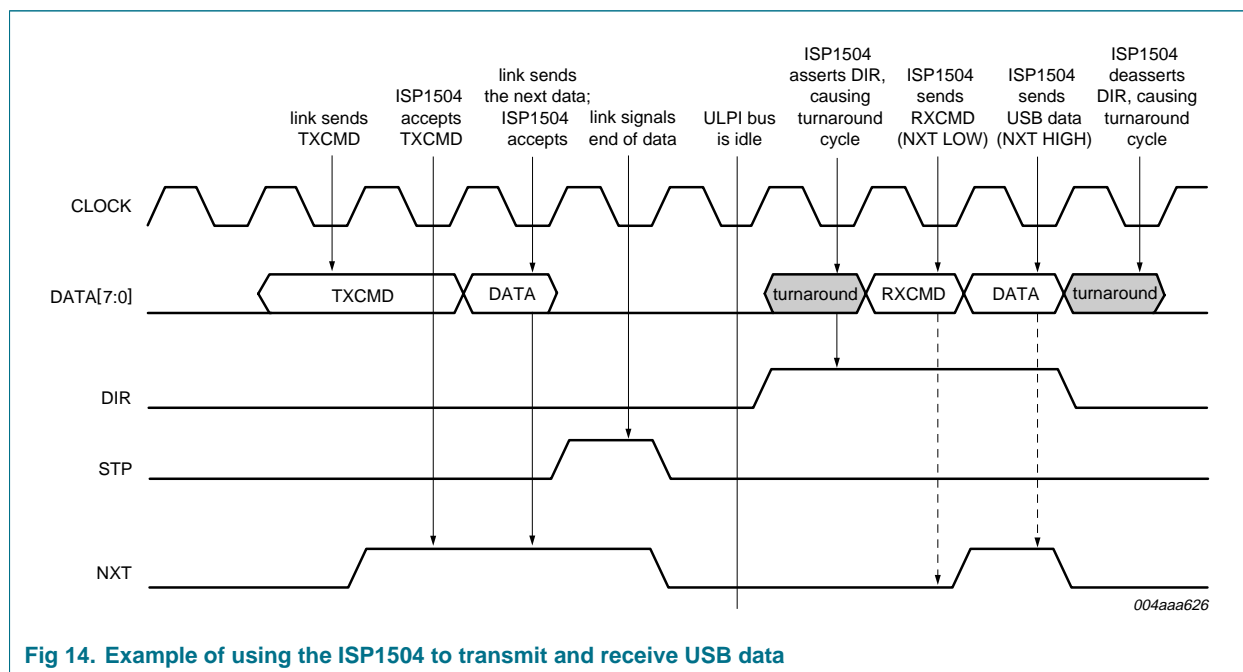 link sends
TXCMD
ISP1504
accepts
TXCMD
link sends
the next data;
ISP1504
accepts
link signals
end of data
ULPI bus
is idle
ISP1504
asserts DIR,
causing
turnaround
cycle
ISP1504
sends
RXCMD
(NXT LOW)
ISP1504
sends
USB data
(NXT HIGH)
ISP1504
deasserts
DIR, causing
turnaround
cycle
CLOCK
DATA[7:0]
TXCMD
DATA
turnaround
RXCMD
DATA
turnaround
DIR
STP
NXT
004aaa626
Fig 14. Example of using the ISP1504 to transmit and receive USB data